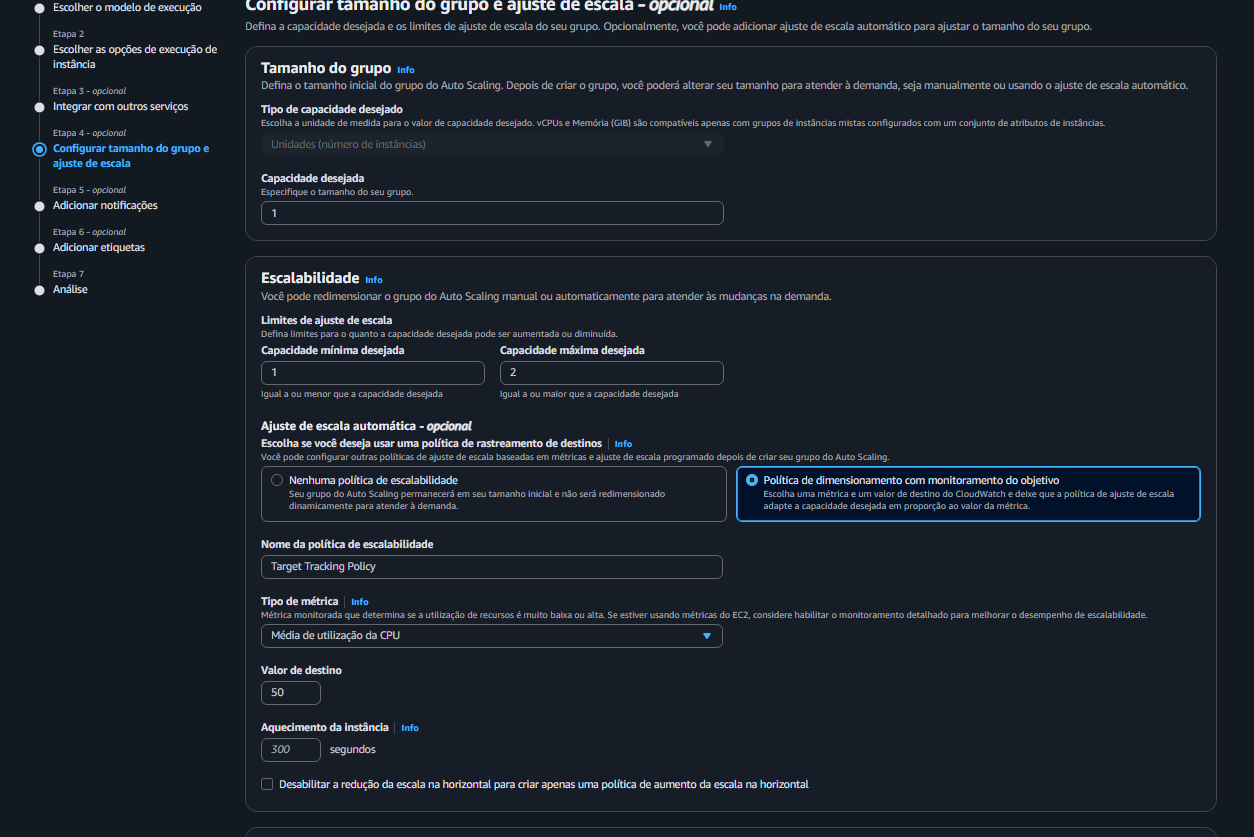 Escolher o modelo de execução
Etapa 2
Escolher as opções de execução de
instância
Etapa 3 - opcional
Integrar com outros serviços
Etapa 4 - opcional
Configurar tamanho do grupo e
ajuste de escala
Etapa 5 - opcional
Adicionar notificações
Etapa 6 - opcional
Adicionar etiquetas
Etapa 7
Análise
Configurar tamanho do grupo e ajuste de escala - opcional Info
Defina a capacidade desejada e os limites de ajuste de escala do seu grupo. Opcionalmente, você pode adicionar ajuste de escala automático para ajustar o tamanho do seu grupo.
Tamanho do grupo Info
Defina o tamanho inicial do grupo do Auto Scaling. Depois de criar o grupo, você poderá alterar seu tamanho para atender à demanda, seja manualmente ou usando o ajuste de escala automático.
Tipo de capacidade desejado
Escolha a unidade de medida para o valor de capacidade desejado. vCPUs e Memória (GiB) são compatíveis apenas com grupos de instâncias mistas configurados com um conjunto de atributos de instâncias.
Unidades (número de instâncias)
Capacidade desejada
Especifique o tamanho do seu grupo.
1
Escalabilidade Info
Você pode redimensionar o grupo do Auto Scaling manual ou automaticamente para atender às mudanças na demanda.
Limites de ajuste de escala
Defina limites para o quanto a capacidade desejada pode ser aumentada ou diminuída.
Capacidade mínima desejada
1
Igual a ou menor que a capacidade desejada
Capacidade máxima desejada
2
Igual a ou maior que a capacidade desejada
Ajuste de escala automática - opcional
Escolha se você deseja usar uma política de rastreamento de destinos Info
Você pode configurar outras políticas de ajuste de escala baseadas em métricas e ajuste de escala programado depois de criar seu grupo do Auto Scaling.
Nenhuma política de escalabilidade
Seu grupo do Auto Scaling permanecerá em seu tamanho inicial e não será redimensionado
dinamicamente para atender à demanda.
Política de dimensionamento com monitoramento do objetivo
Escolha uma métrica e um valor de destino do CloudWatch e deixe que a política de ajuste de escala
adapte a capacidade desejada em proporção ao valor da métrica.
Nome da política de escalabilidade
Target Tracking Policy
Tipo de métrica Info
Métrica monitorada que determina se a utilização de recursos é muito baixa ou alta. Se estiver usando métricas do EC2, considere habilitar o monitoramento detalhado para melhorar o desempenho de escalabilidade.
Média de utilização da CPU
Valor de destino
50
Aquecimento da instância Info
300 segundos
Desabilitar a redução da escala na horizontal para criar apenas uma política de aumento da escala na horizontal